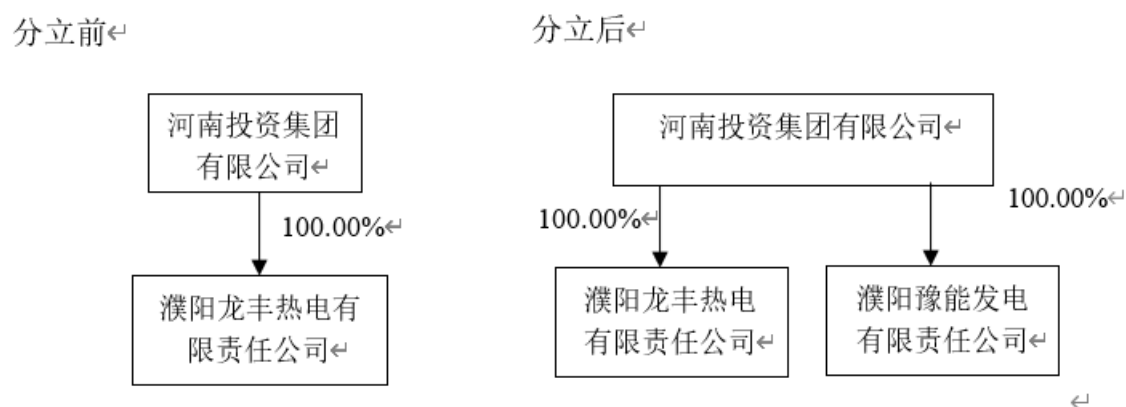 分立前
河南投资集团
有限公司
100.00%
濮阳龙丰热电有
限责任公司
分立后
河南投资集团有限公司
100.00%
100.00%
濮阳龙丰热电
有限责任公司
濮阳豫能发电
有限责任公司